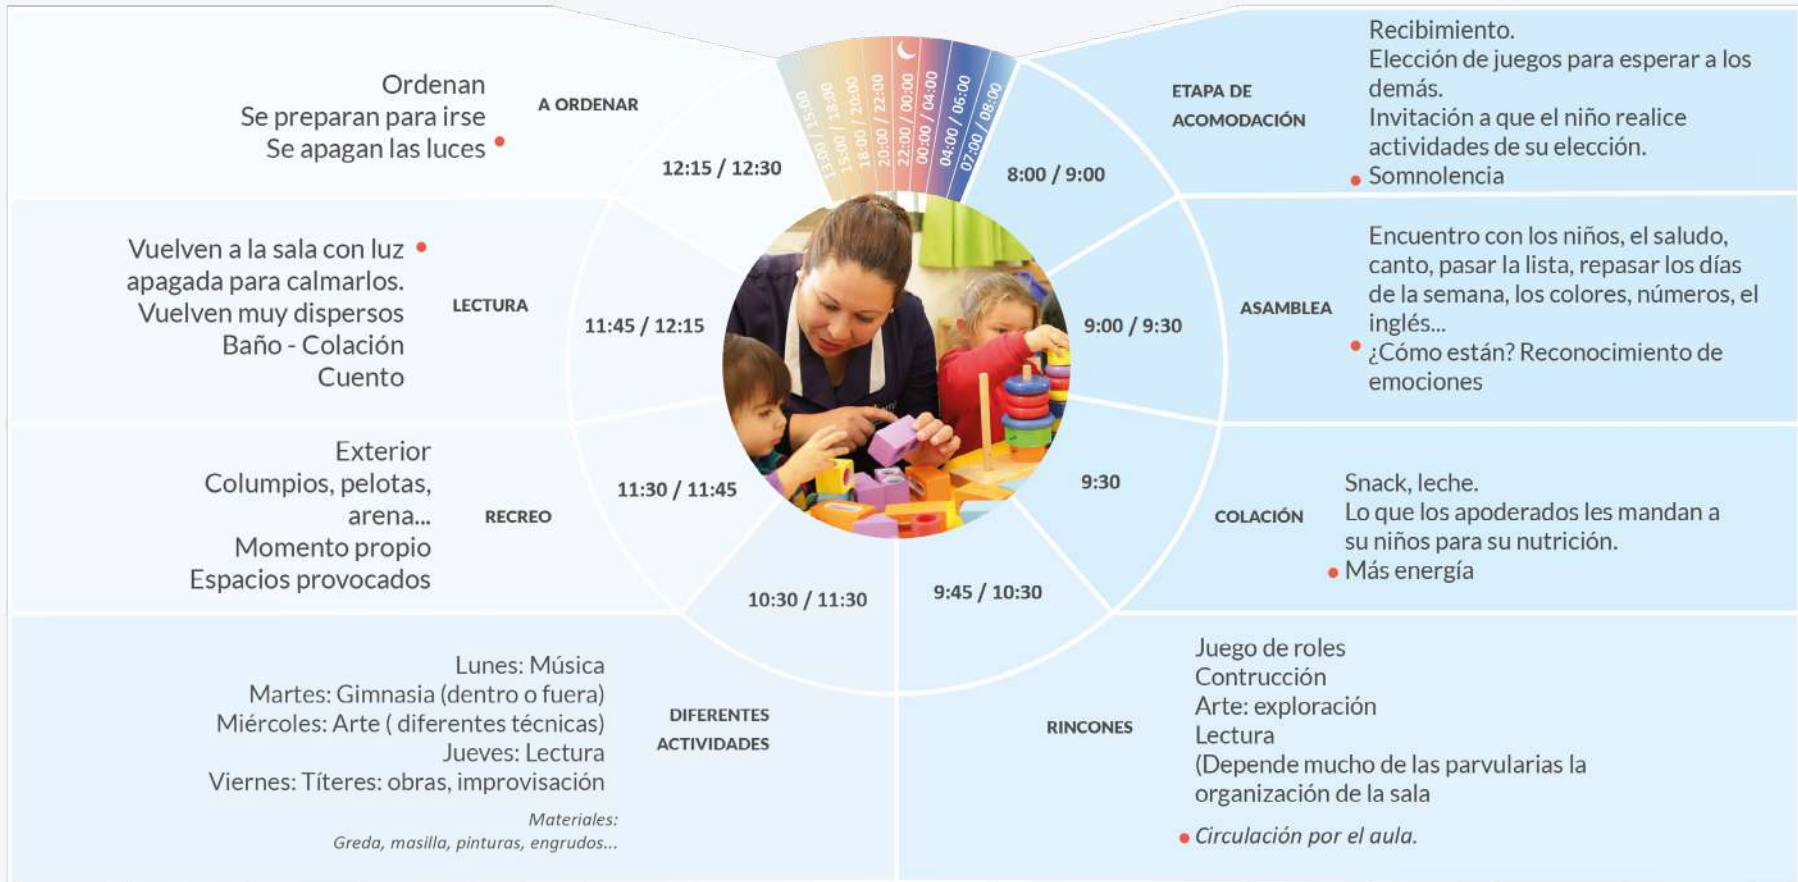 13:00 / 15:00
15:00 / 18:00
18:00 / 20:00
20:00 / 22:00
22:00 / 00:00
00:00 / 04:00
04:00 / 06:00
07:00 / 08:00
8:00 / 9:00
ETAPA DE
ACOMODACIÓN
Recibimiento.
Elección de juegos para esperar a los
demás.
Invitación a que el niño realice
actividades de su elección.
Somnolencia
9:00 / 9:30
ASAMBLEA
Encuentro con los niños, el saludo,
canto, pasar la lista, repasar los días
de la semana, los colores, números, el
inglés...
¿Cómo están? Reconocimiento de
emociones
9:30
COLACIÓN
Snack, leche.
Lo que los apoderados les mandan a
su niños para su nutrición.
Más energía
9:45 / 10:30
RINCONES
Juego de roles
Contrucción
Arte: exploración
Lectura
(Depende mucho de las parvularias la
organización de la sala
Circulación por el aula.
10:30 / 11:30
DIFERENTES
ACTIVIDADES
Lunes: Música
Martes: Gimnasia (dentro o fuera)
Miércoles: Arte ( diferentes técnicas)
Jueves: Lectura
Viernes: Títeres: obras, improvisación
Materiales:
Greda, masilla, pinturas, engrudos...
11:30 / 11:45
RECREO
Exterior
Columpios, pelotas,
arena...
Momento propio
Espacios provocados
11:45 / 12:15
LECTURA
Vuelven a la sala con luz
apagada para calmarlos.
Vuelven muy dispersos
Baño - Colación
Cuento
12:15 / 12:30
A ORDENAR
Ordenan
Se preparan para irse
Se apagan las luces